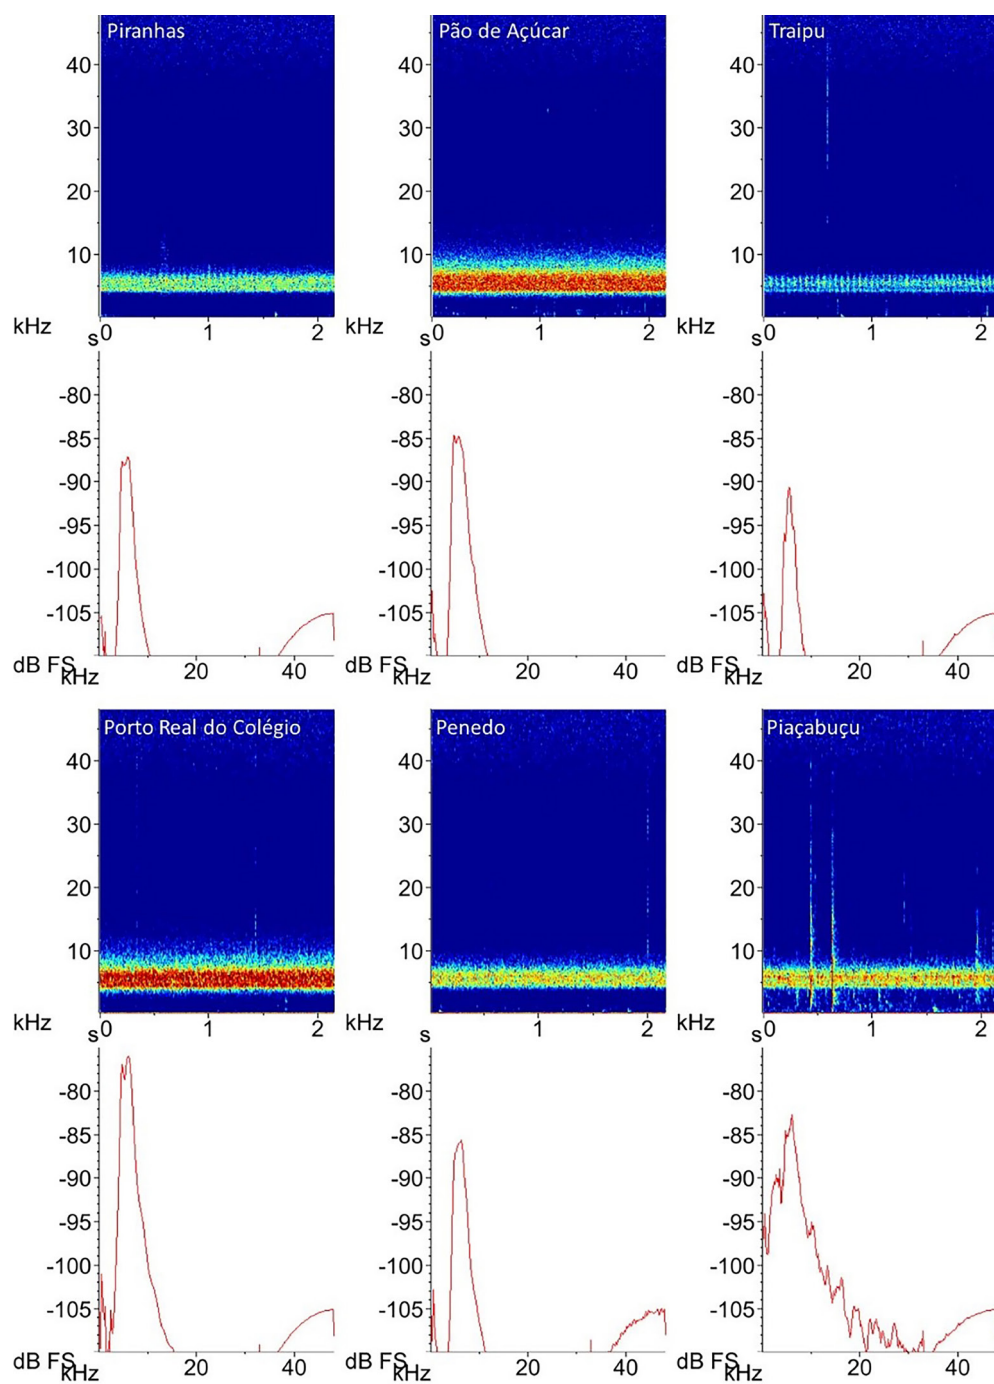 Piranhas Pão de Açúcar Traipu
40 40 40
30 30 30
20 20 20
10 10 10
kHz s 0 1 2 kHz s 0 1 2 kHz 0 1 2
-80 -80 -80
-85 -85 -85
-90 -90 -90
-95 -95 -95
-100 -100 -100
-105 -105 -105
dB FS kHz 20 40 dB FS kHz 20 40 dB FS kHz 20 40
Porto Real do Colégio Penedo Piaçabuçu
40 40 40
30 30 30
20 20 20
10 10 10
kHz s 0 1 2 kHz s 0 1 2 kHz s 0 1 2
-80 -80 -80
-85 -85 -85
-90 -90 -90
-95 -95 -95
-100 -100 -100
-105 -105 -105
dB FS kHz 20 40 dB FS kHz 20 40 dB FS kHz 20 40